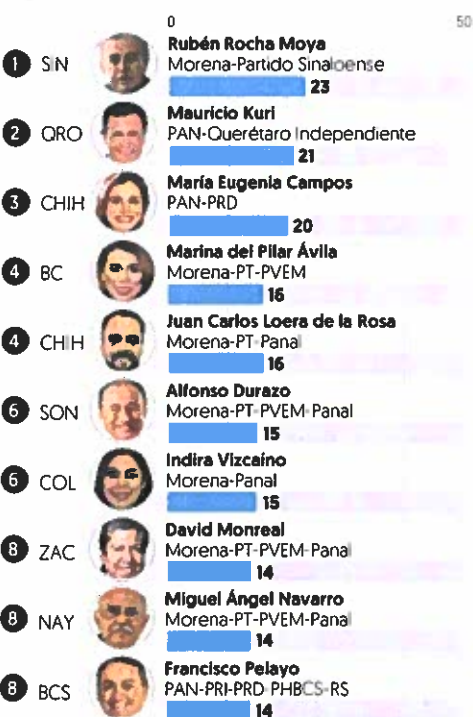 0 50
1 SIN Rubén Rocha Moya
Morena-Partido Sinaloense
23
2 QRO Mauricio Kuri
PAN-Querétaro Independiente
21
3 CHIH María Eugenia Campos
PAN-PRD
20
4 BC Marina del Pilar Ávila
Morena-PT-PVEM
16
4 CHIH Juan Carlos Loera de la Rosa
Morena-PT-Panal
16
6 SON Alfonso Durazo
Morena-PT-PVEM-Panal
15
6 COL Indira Vizcaíno
Morena-Panal
15
8 ZAC David Monreal
Morena-PT-PVEM-Panal
14
8 NAY Miguel Ángel Navarro
Morena-PT-PVEM-Panal
14
8 BCS Francisco Pelayo
PAN-PRI-PRD-PHBCS-RS
14